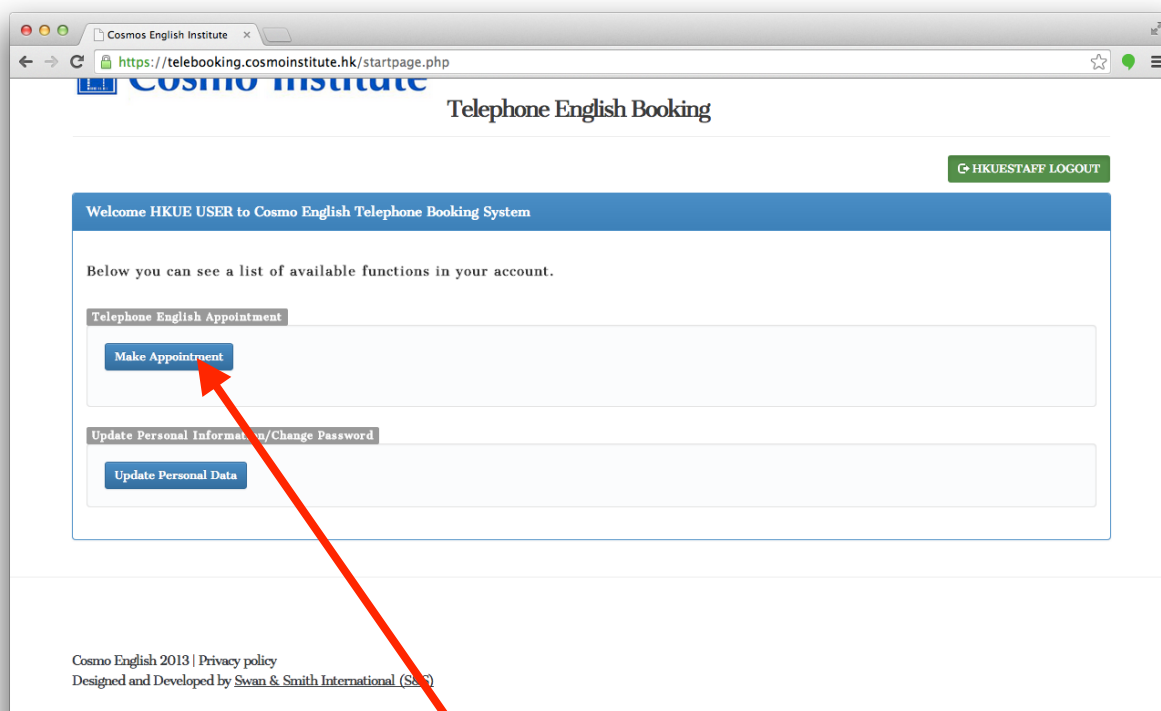 Cosmos English Institute
https://telebooking.cosmoinstitute.hk/startpage.php
Cosmo Institute
Telephone English Booking
HKUESTAFF LOGOUT
Welcome HKUE USER to Cosmo English Telephone Booking System
Below you can see a list of available functions in your account.
Telephone English Appointment
Make Appointment
Update Personal Information/Change Password
Update Personal Data
Cosmo English 2013 | Privacy policy
Designed and Developed by Swan & Smith International (S&S)